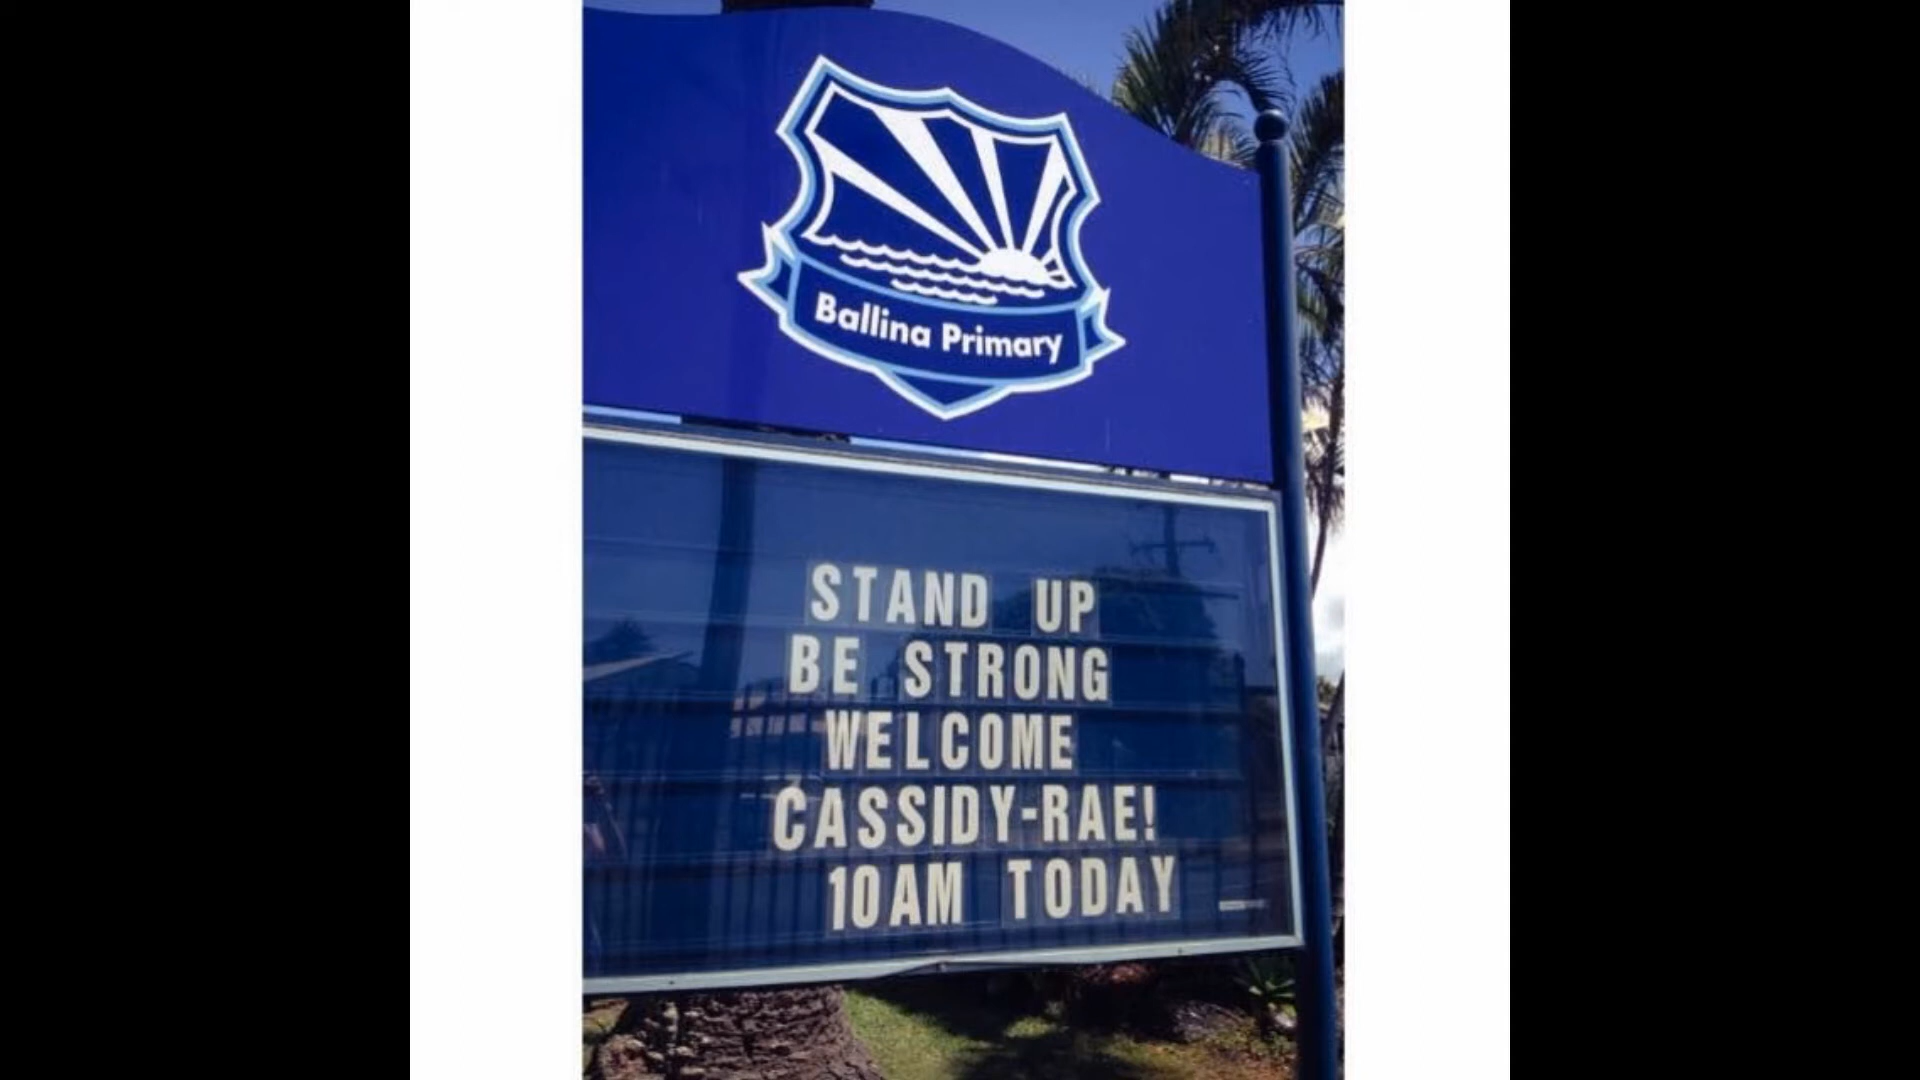 Ballina Primary
STAND UP
BE STRONG
WELCOME
CASSIDY-RAE!
10AM TODAY